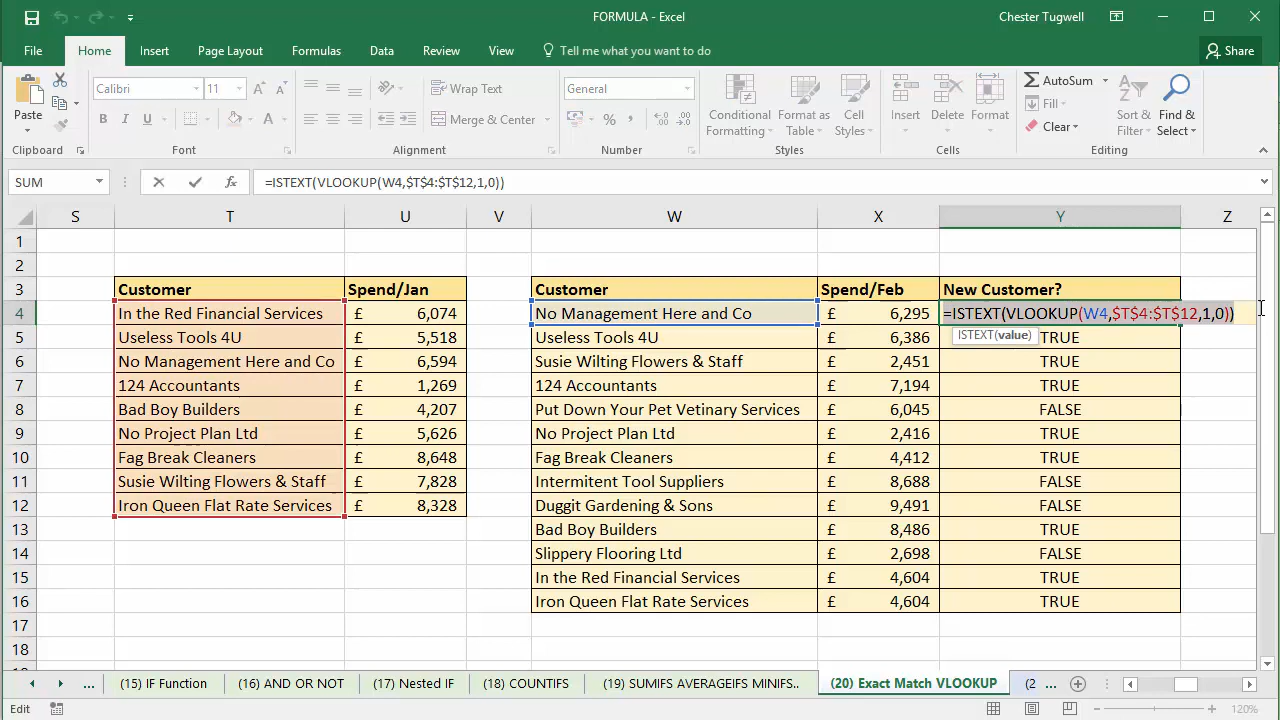 FORMULA - Excel
Chester Tugwell
File Home Insert Page Layout Formulas Data Review View Tell me what you want to do Share
Paste
Clipboard
Calibri 11
B I U
A A A
Font
Wrap Text
Merge & Center
Alignment
General
% ,
Number
Conditional Formatting
Format as Table
Cell Styles
Styles
Insert
Delete
Format
Cells
AutoSum
Fill
Clear
Sort & Filter
Find & Select
Editing
SUM fx =ISTEXT(VLOOKUP(W4,$T$4:$T$12,1,0))
S T U V W X Y Z
1
2
3 Customer Spend/Jan Customer Spend/Feb New Customer?
4 In the Red Financial Services £ 6,074 No Management Here and Co £ 6,295 =ISTEXT(VLOOKUP(W4,$T$4:$T$12,1,0))
ISTEXT(value)
5 Useless Tools 4U £ 5,518 Useless Tools 4U £ 6,386 TRUE
6 No Management Here and Co £ 6,594 Susie Wilting Flowers & Staff £ 2,451 TRUE
7 124 Accountants £ 1,269 124 Accountants £ 7,194 TRUE
8 Bad Boy Builders £ 4,207 Put Down Your Pet Vetinary Services £ 6,045 FALSE
9 No Project Plan Ltd £ 5,626 No Project Plan Ltd £ 2,416 TRUE
10 Fag Break Cleaners £ 8,648 Fag Break Cleaners £ 4,412 TRUE
11 Susie Wilting Flowers & Staff £ 7,828 Intermitent Tool Suppliers £ 8,688 FALSE
12 Iron Queen Flat Rate Services £ 8,328 Duggit Gardening & Sons £ 9,491 FALSE
13 Bad Boy Builders £ 8,486 TRUE
14 Slippery Flooring Ltd £ 2,698 FALSE
15 In the Red Financial Services £ 4,604 TRUE
16 Iron Queen Flat Rate Services £ 4,604 TRUE
17
18
... (15) IF Function (16) AND OR NOT (17) Nested IF (18) COUNTIFS (19) SUMIFS AVERAGEIFS MINIFS.. (20) Exact Match VLOOKUP (2 ...
Edit 120%